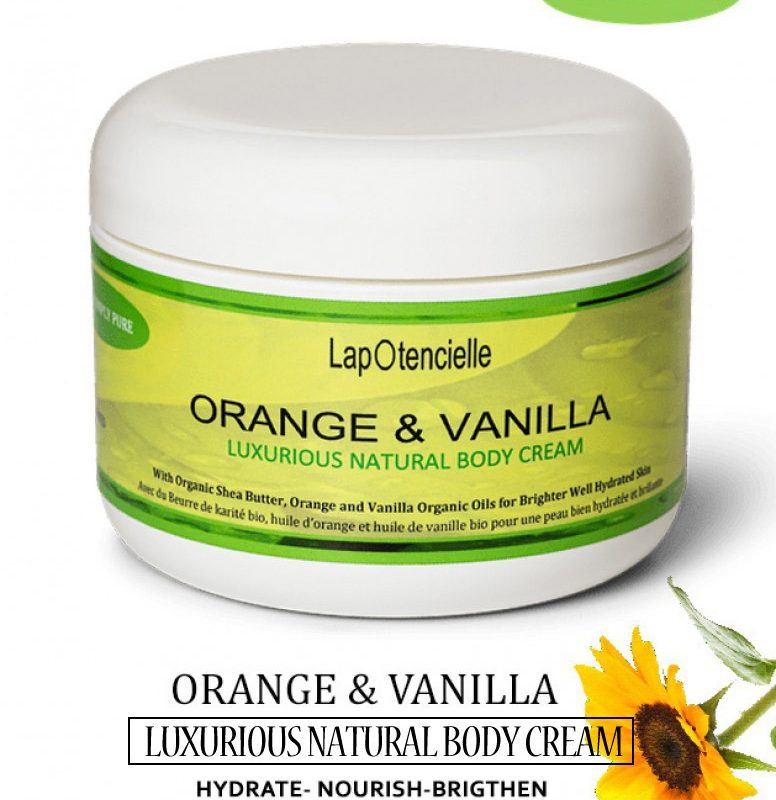 PURE
LapOtencielle
ORANGE & VANILLA
LUXURIOUS NATURAL BODY CREAM
With Organic Shea Butter, Orange and Vanilla Organic Oils for Brighter Well Hydrated Skin
Avec du Beurre de karité bio, huile d'orange et huile de vanille bio pour une peau bien hydratée et brillante
ORANGE & VANILLA
LUXURIOUS NATURAL BODY CREAM
HYDRATE- NOURISH-BRIGTHEN